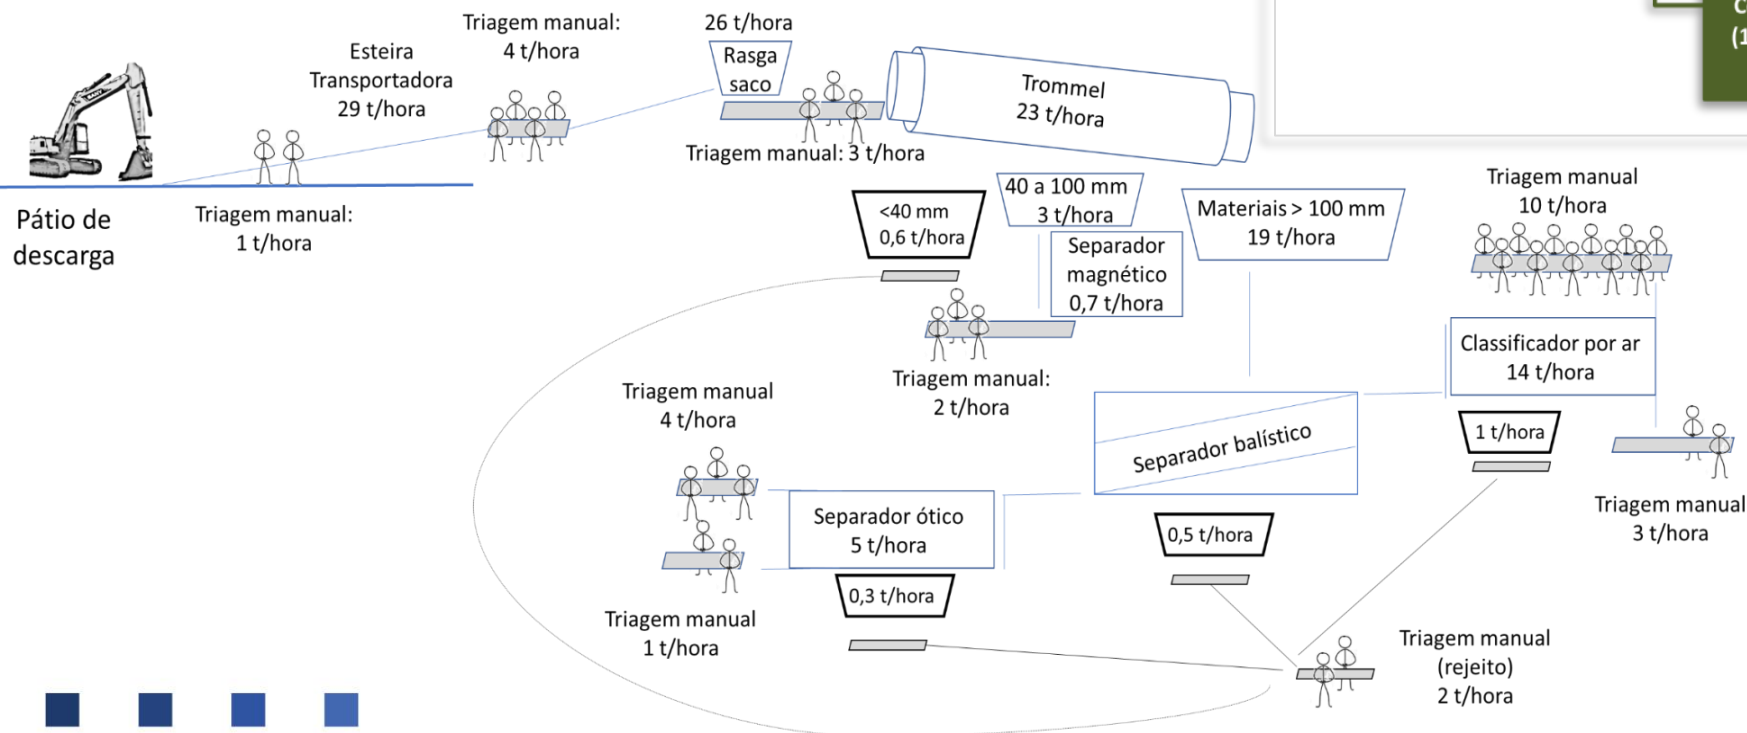 Triagem manual:
4 t/hora
Esteira
Transportadora
29 t/hora
26 t/hora
Rasga
saco
Trommel
23 t/hora
Triagem manual: 3 t/hora
Pátio de
descarga
Triagem manual:
1 t/hora
<40 mm
0,6 t/hora
40 a 100 mm
3 t/hora
Separador
magnético
0,7 t/hora
Materiais > 100 mm
19 t/hora
Triagem manual
10 t/hora
Classificador por ar
14 t/hora
Triagem manual:
2 t/hora
Triagem manual
4 t/hora
Separador balístico
1 t/hora
Triagem manual
3 t/hora
Separador ótico
5 t/hora
0,5 t/hora
0,3 t/hora
Triagem manual
1 t/hora
Triagem manual
(rejeito)
2 t/hora